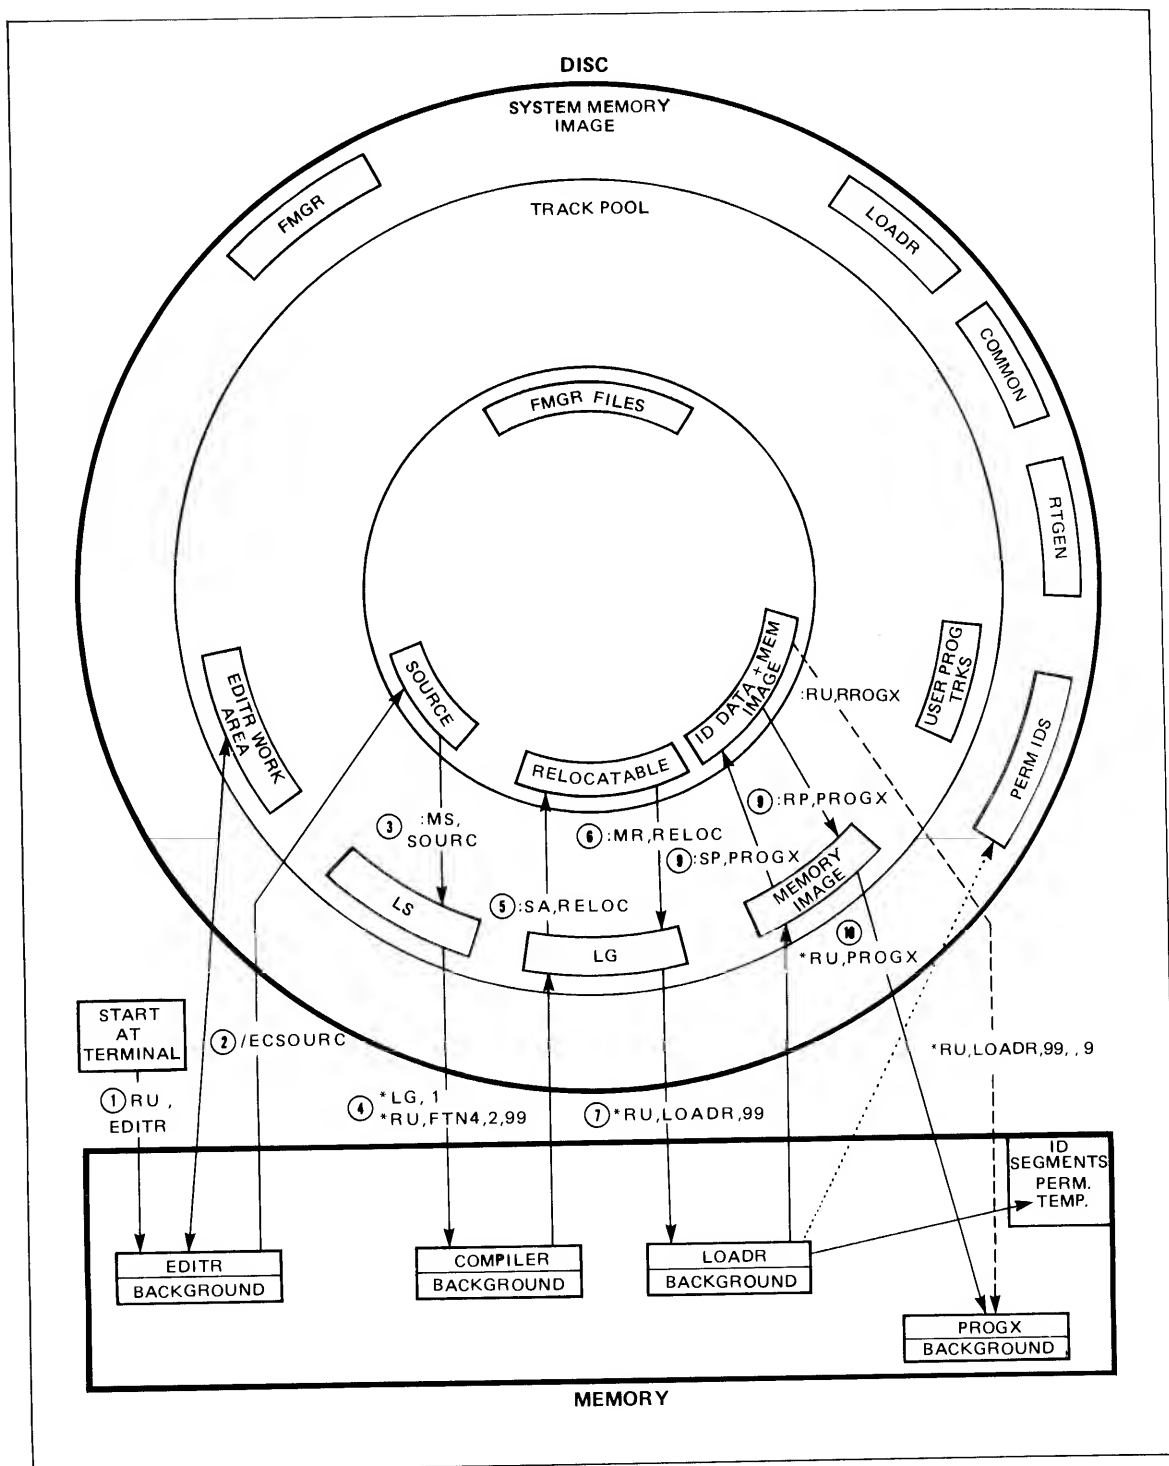 DISC
SYSTEM MEMORY
IMAGE
FMGR
TRACK POOL
LOADR
COMMON
RTGEN
FMGR FILES
EDITR WORK
AREA
SOURCE
RELOCATABLE
ID DATA + MEM
IMAGE
:RU,RROGX
USER PROG
TRKS
PERM IDS
3 :MS,
SOURC
6 :MR,RELOC
9 :RP,PROGX
9 :SP,PROGX
LS
5 :SA,RELOC
LG
MEMORY
IMAGE
10
*RU,PROGX
START
AT
TERMINAL
2 /ECSOURC
*RU,LOADR,99, ,9
1 RU,
EDITR
4 *LG, 1
*RU,FTN4,2,99
7 *RU,LOADR,99
ID
SEGMENTS
PERM.
TEMP.
EDITR
BACKGROUND
COMPILER
BACKGROUND
LOADR
BACKGROUND
PROGX
BACKGROUND
MEMORY